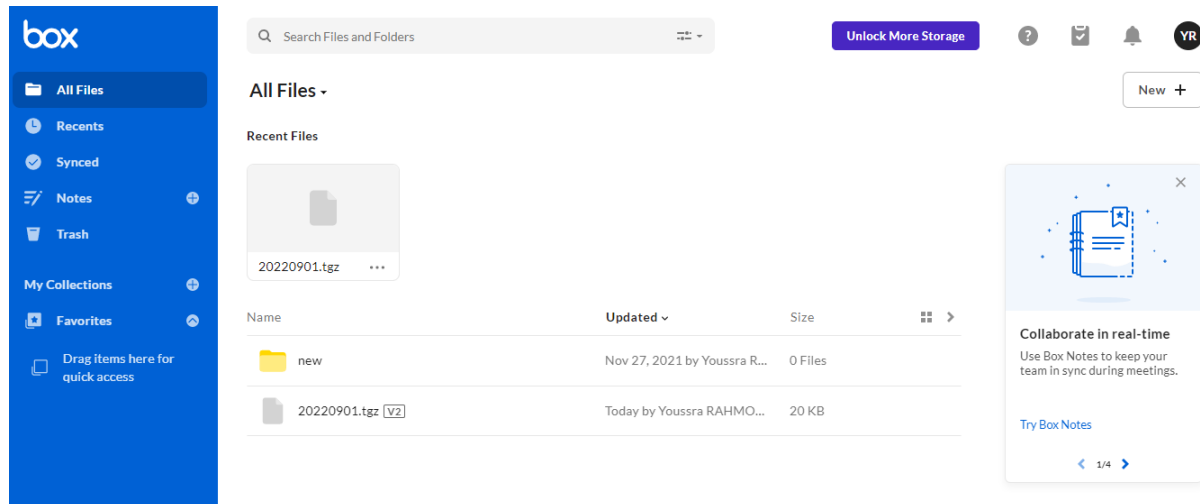 box
All Files
Recents
Synced
Notes
Trash
My Collections
Favorites
Drag items here for
quick access
Search Files and Folders
Unlock More Storage
?
YR
All Files
New +
Recent Files
20220901.tgz ...
Name Updated Size
new Nov 27, 2021 by Youssra R... 0 Files
20220901.tgz V2 Today by Youssra RAHMO... 20 KB
Collaborate in real-time
Use Box Notes to keep your
team in sync during meetings.
Try Box Notes
1/4